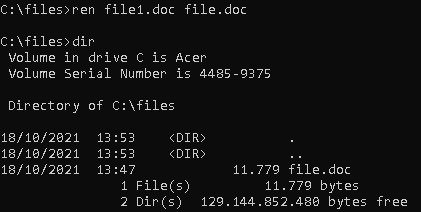 C:\files>ren file1.doc file.doc
C:\files>dir
Volume in drive C is Acer
Volume Serial Number is 4485-9375
Directory of C:\files
18/10/2021 13:53 <DIR> .
18/10/2021 13:53 <DIR> ..
18/10/2021 13:47 11.779 file.doc
1 File(s) 11.779 bytes
2 Dir(s) 129.144.852.480 bytes free